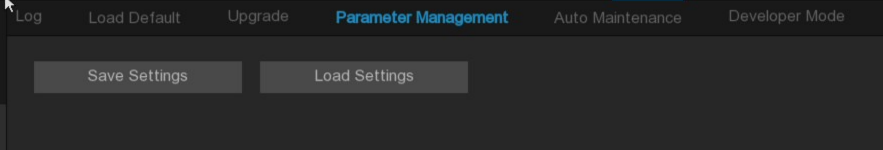 Log Load Default Upgrade Parameter Management Auto Maintenance Developer Mode
Save Settings Load Settings